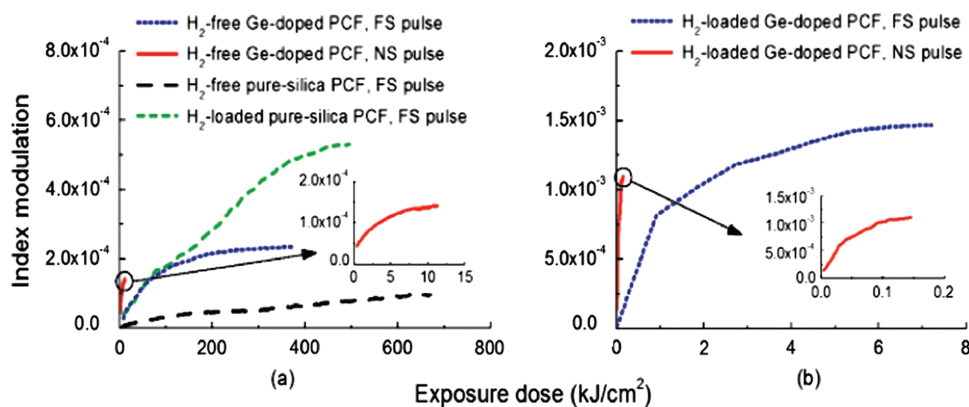 H₂-free Ge-doped PCF, FS pulse
H₂-free Ge-doped PCF, NS pulse
H₂-free pure-silica PCF, FS pulse
H₂-loaded pure-silica PCF, FS pulse
8.0x10⁻⁴
6.0x10⁻⁴
4.0x10⁻⁴
2.0x10⁻⁴
0.0
Index modulation
0 200 400 600 800
2.0x10⁻⁴
1.0x10⁻⁴
0.0
0 5 10 15
(a)
H₂-loaded Ge-doped PCF, FS pulse
H₂-loaded Ge-doped PCF, NS pulse
2.0x10⁻³
1.5x10⁻³
1.0x10⁻³
5.0x10⁻⁴
0.0
0 2 4 6 8
1.5x10⁻³
1.0x10⁻³
5.0x10⁻⁴
0.0
0.0 0.1 0.2
(b)
Exposure dose (kJ/cm²)